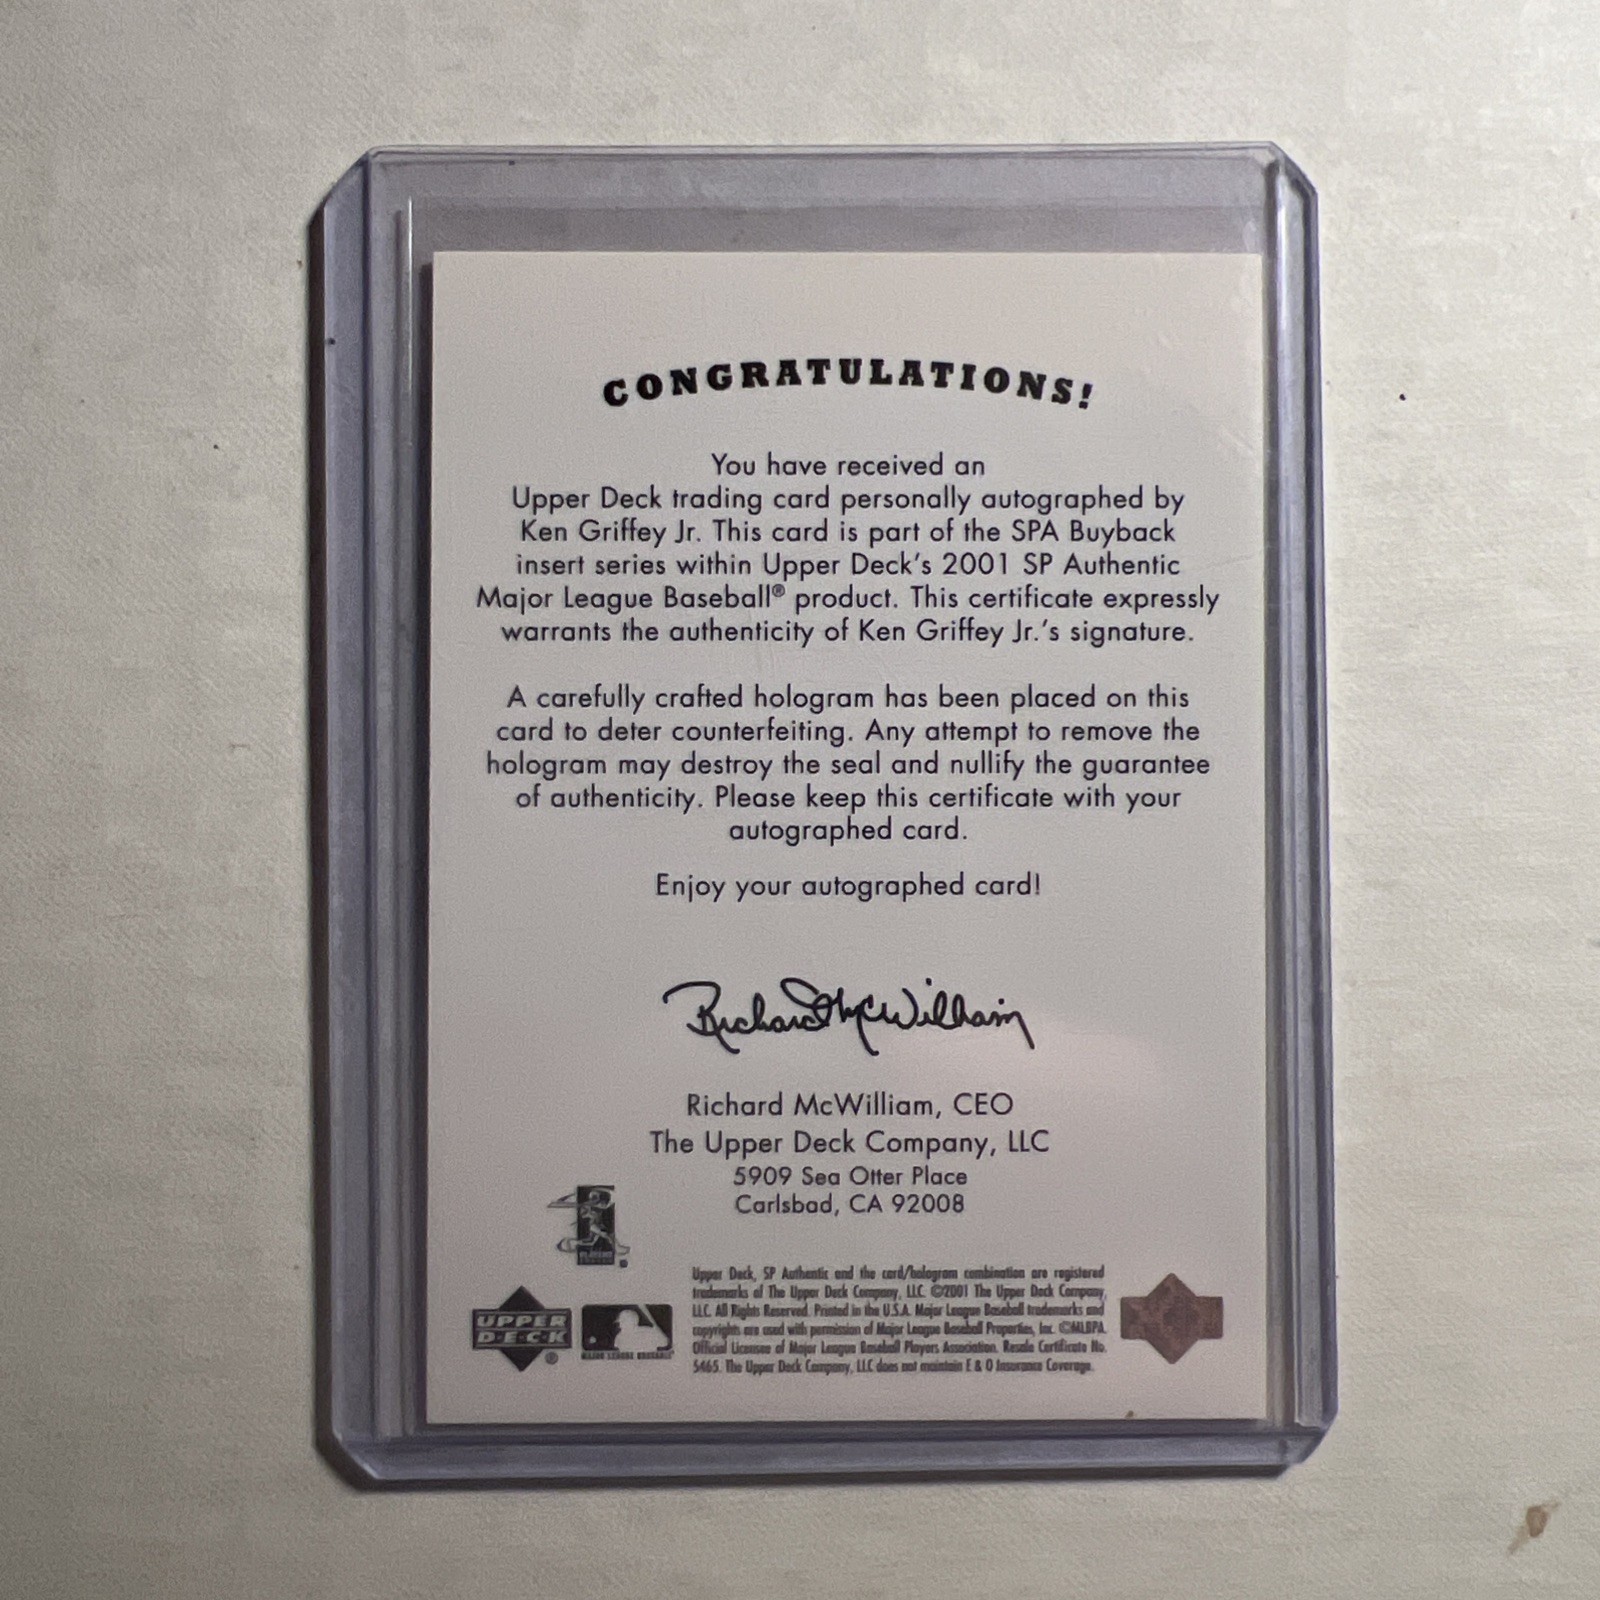 CONGRATULATIONS!
You have received an
Upper Deck trading card personally autographed by
Ken Griffey Jr. This card is part of the SPA Buyback
insert series within Upper Deck's 2001 SP Authentic
Major League Baseball® product. This certificate expressly
warrants the authenticity of Ken Griffey Jr.'s signature.
A carefully crafted hologram has been placed on this
card to deter counterfeiting. Any attempt to remove the
hologram may destroy the seal and nullify the guarantee
of authenticity. Please keep this certificate with your
autographed card.
Enjoy your autographed card!
Richard McWilliam
Richard McWilliam, CEO
The Upper Deck Company, LLC
5909 Sea Otter Place
Carlsbad, CA 92008
UPPER
D·E·C·K ®
MAJOR LEAGUE BASEBALL
Upper Deck, SP Authentic and the card/hologram combination are registered
trademarks of The Upper Deck Company, LLC. ©2001 The Upper Deck Company,
LLC. All Rights Reserved. Printed in the U.S.A. Major League Baseball trademarks and
copyrights are used with permission of Major League Baseball Properties, Inc. ©MLBPA
Official Licensee of Major League Baseball Players Association. Resale Certificate No.
5465. The Upper Deck Company, LLC does not maintain E & O Insurance Coverage.